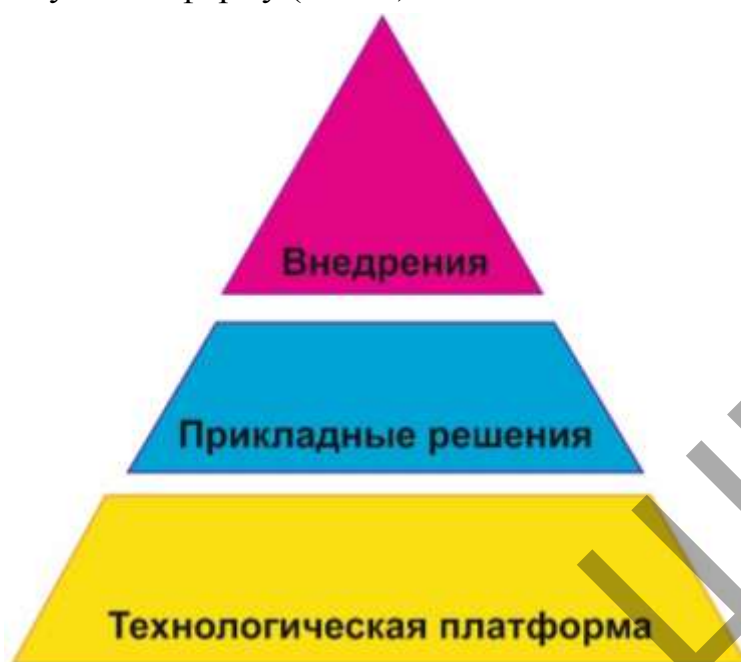 Внедрения
Прикладные решения
Технологическая платформа